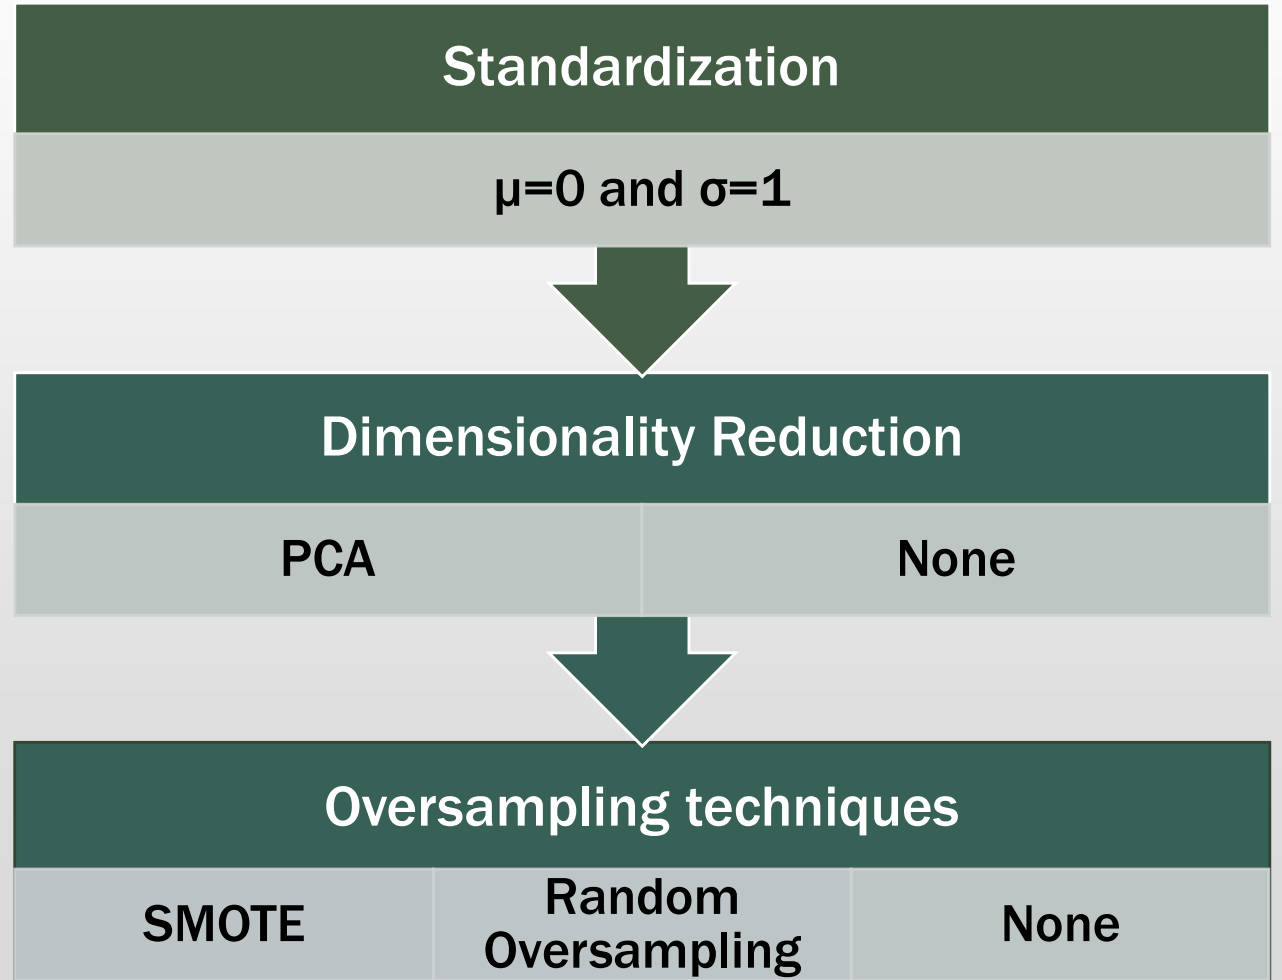 Standardization
μ=0 and σ=1
Dimensionality Reduction
PCA
None
Oversampling techniques
SMOTE
Random
Oversampling
None